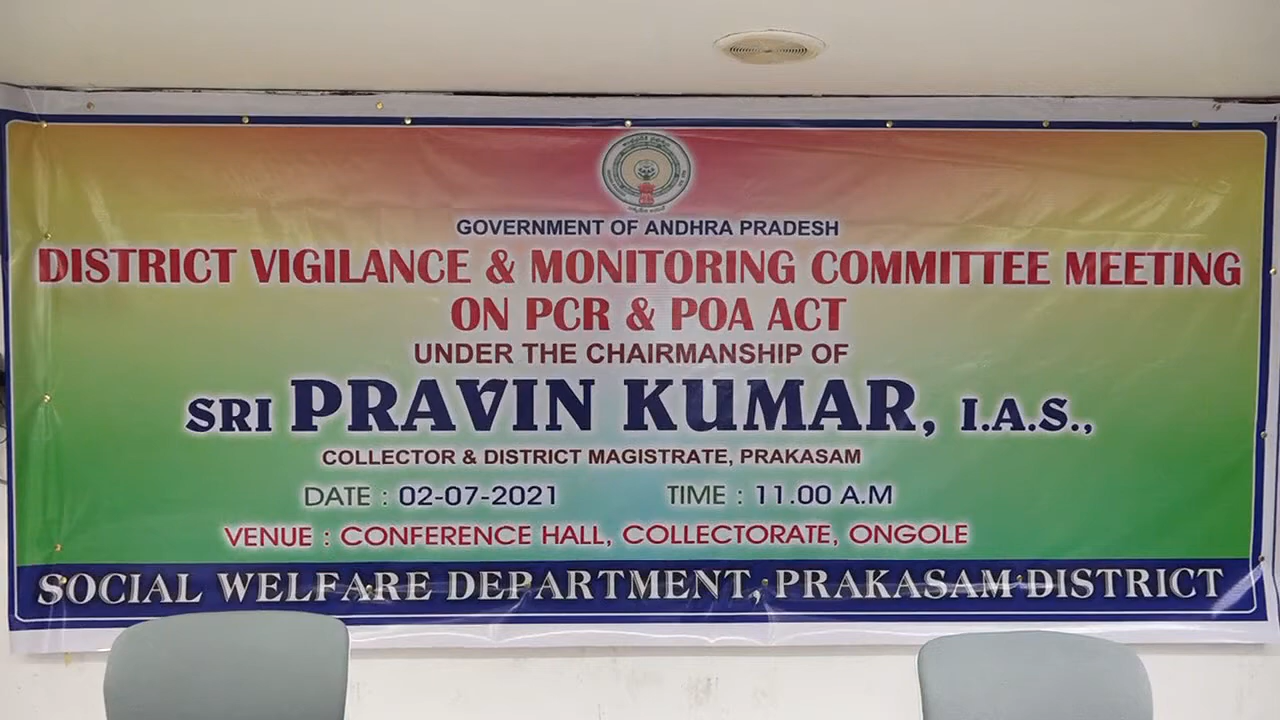 GOVERNMENT OF ANDHRA PRADESH
DISTRICT VIGILANCE & MONITORING COMMITTEE MEETING
ON PCR & POA ACT
UNDER THE CHAIRMANSHIP OF
SRI PRAVIN KUMAR, I.A.S.,
COLLECTOR & DISTRICT MAGISTRATE, PRAKASAM
DATE : 02-07-2021 TIME : 11.00 A.M
VENUE : CONFERENCE HALL, COLLECTORATE, ONGOLE
SOCIAL WELFARE DEPARTMENT, PRAKASAM DISTRICT